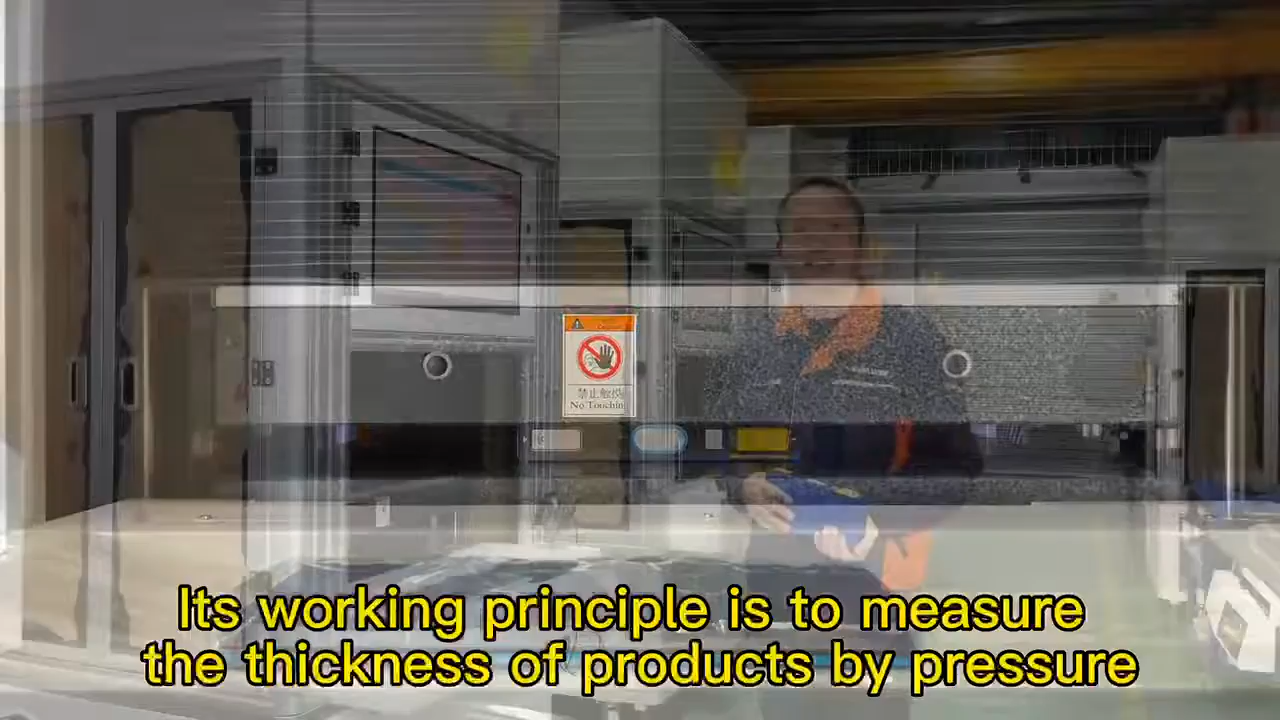 禁止触摸
No Touching
Its working principle is to measure
the thickness of products by pressure